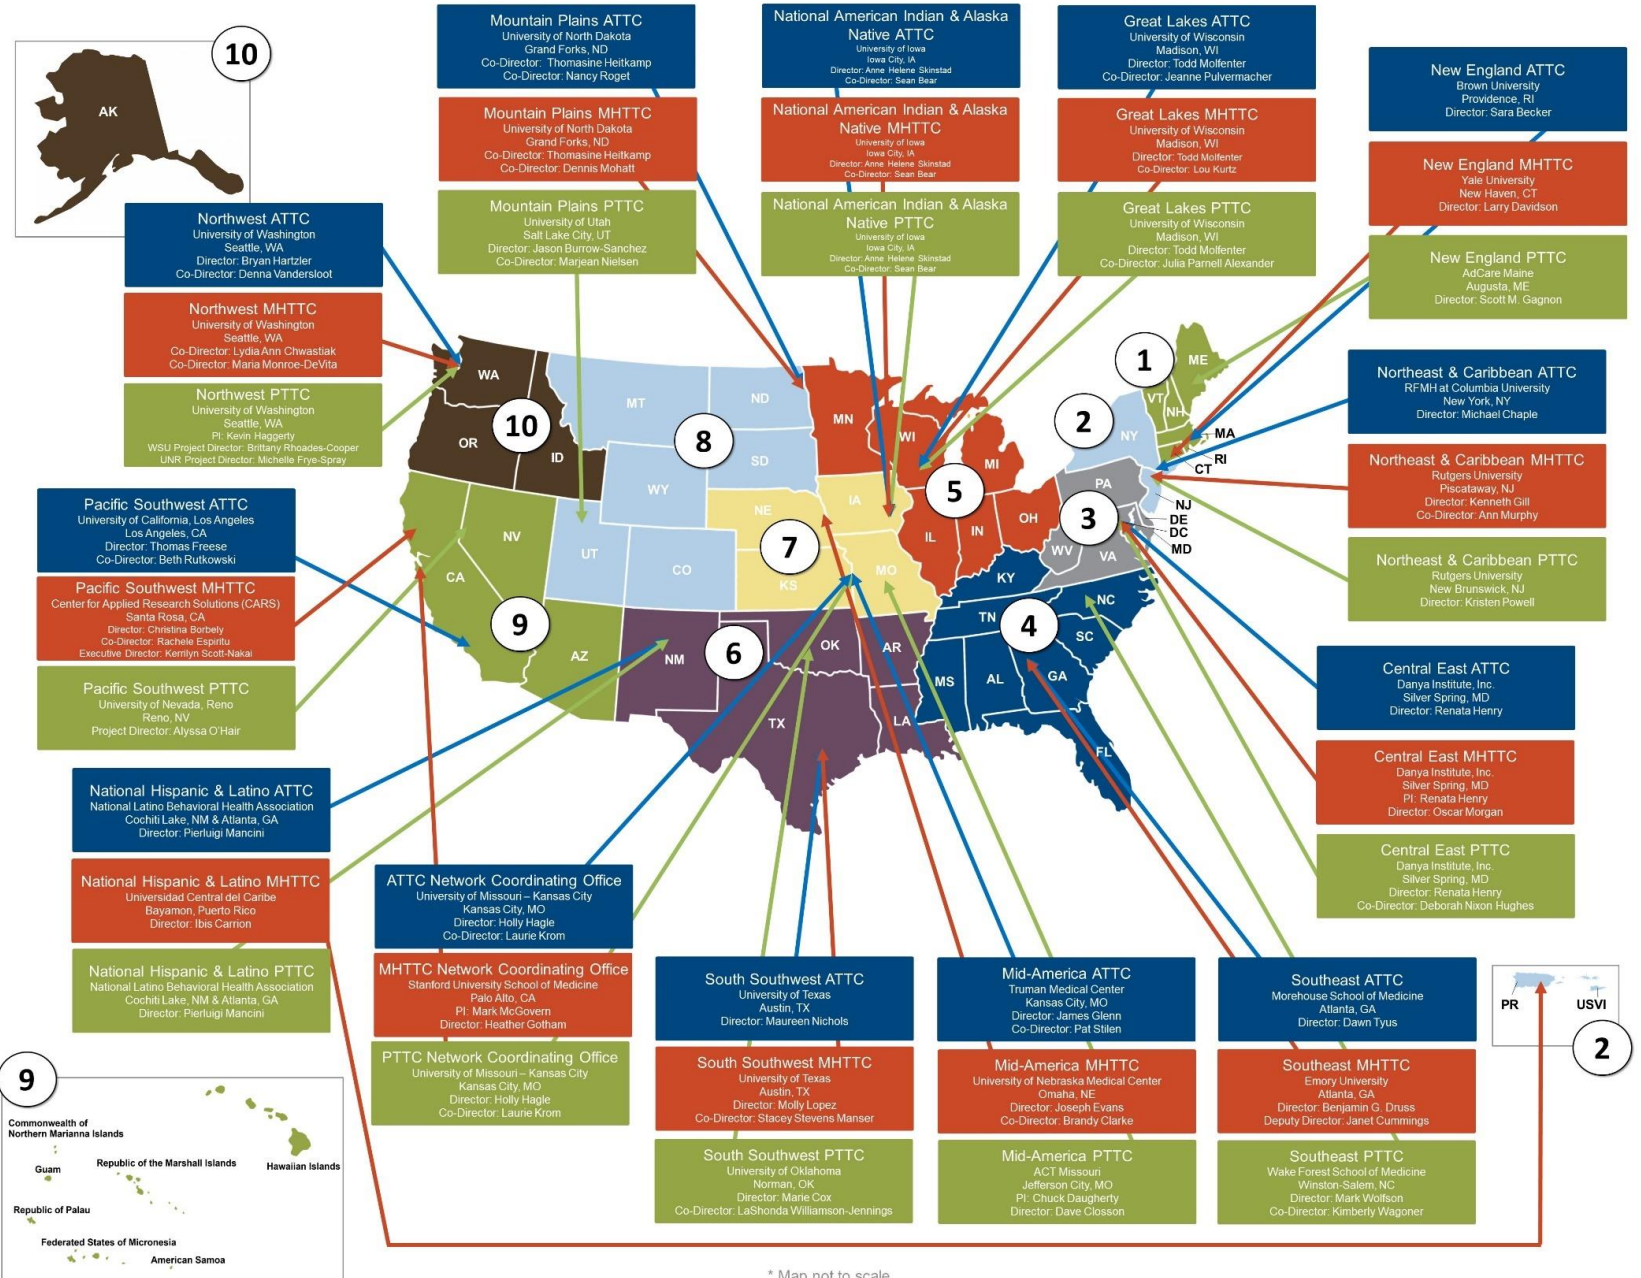 Mountain Plains ATTC
University of North Dakota
Grand Forks, ND
Co-Director: Thomasine Heitkamp
Co-Director: Nancy Roget
Mountain Plains MHTTC
University of North Dakota
Grand Forks, ND
Co-Director: Thomasine Heitkamp
Co-Director: Dennis Mohatt
Mountain Plains PTTC
University of Utah
Salt Lake City, UT
Director: Jason Burrow-Sanchez
Co-Director: Marjean Nielsen
National American Indian & Alaska
Native ATTC
University of Iowa
Iowa City, IA
Director: Anne Helene Skinstad
Co-Director: Sean Bear
National American Indian & Alaska
Native MHTTC
University of Iowa
Iowa City, IA
Director: Anne Helene Skinstad
Co-Director: Sean Bear
National American Indian & Alaska
Native PTTC
University of Iowa
Iowa City, IA
Director: Anne Helene Skinstad
Co-Director: Sean Bear
Great Lakes ATTC
University of Wisconsin
Madison, WI
Director: Todd Molfenter
Co-Director: Jeanne Pulvermacher
Great Lakes MHTTC
University of Wisconsin
Madison, WI
Director: Todd Molfenter
Co-Director: Lou Kurtz
Great Lakes PTTC
University of Wisconsin
Madison, WI
Director: Todd Molfenter
Co-Director: Julia Parnell Alexander
New England ATTC
Brown University
Providence, RI
Director: Sara Becker
New England MHTTC
Yale University
New Haven, CT
Director: Larry Davidson
New England PTTC
AdCare Maine
Augusta, ME
Director: Scott M. Gagnon
10
AK
Northwest ATTC
University of Washington
Seattle, WA
Director: Bryan Hartzler
Co-Director: Denna Vandersloot
Northwest MHTTC
University of Washington
Seattle, WA
Co-Director: Lydia Ann Chwastiak
Co-Director: Maria Monroe-DeVita
Northwest PTTC
University of Washington
Seattle, WA
PI: Kevin Haggerty
WSU Project Director: Brittany Rhoades-Cooper
UNR Project Director: Michelle Frye-Spray
Pacific Southwest ATTC
University of California, Los Angeles
Los Angeles, CA
Director: Thomas Freese
Co-Director: Beth Rutkowski
Pacific Southwest MHTTC
Center for Applied Research Solutions (CARS)
Santa Rosa, CA
Director: Christina Borbely
Co-Director: Rachele Espiritu
Executive Director: Kerrilyn Scott-Nakai
Pacific Southwest PTTC
University of Nevada, Reno
Reno, NV
Project Director: Alyssa O'Hair
WA
OR
10
ID
MT
ND
8
SD
WY
UT
CO
NE
7
KS
IA
MO
MN
WI
MI
5
IL
IN
OH
1
ME
VT
NH
2
NY
MA
RI
CT
PA
3
NJ
DE
DC
MD
WV
VA
KY
TN
4
NC
SC
MS
AL
GA
FL
NV
CA
9
AZ
NM
6
OK
AR
TX
LA
Northeast & Caribbean ATTC
RFMH at Columbia University
New York, NY
Director: Michael Chaple
Northeast & Caribbean MHTTC
Rutgers University
Piscataway, NJ
Director: Kenneth Gill
Co-Director: Ann Murphy
Northeast & Caribbean PTTC
Rutgers University
New Brunswick, NJ
Director: Kristen Powell
Central East ATTC
Danya Institute, Inc.
Silver Spring, MD
Director: Renata Henry
Central East MHTTC
Danya Institute, Inc.
Silver Spring, MD
PI: Renata Henry
Director: Oscar Morgan
Central East PTTC
Danya Institute, Inc.
Silver Spring, MD
Director: Renata Henry
Co-Director: Deborah Nixon Hughes
National Hispanic & Latino ATTC
National Latino Behavioral Health Association
Cochiti Lake, NM & Atlanta, GA
Director: Pierluigi Mancini
National Hispanic & Latino MHTTC
Universidad Central del Caribe
Bayamon, Puerto Rico
Director: Ibis Carrion
National Hispanic & Latino PTTC
National Latino Behavioral Health Association
Cochiti Lake, NM & Atlanta, GA
Director: Pierluigi Mancini
ATTC Network Coordinating Office
University of Missouri – Kansas City
Kansas City, MO
Director: Holly Hagle
Co-Director: Laurie Krom
MHTTC Network Coordinating Office
Stanford University School of Medicine
Palo Alto, CA
PI: Mark McGovern
Director: Heather Gotham
PTTC Network Coordinating Office
University of Missouri – Kansas City
Kansas City, MO
Director: Holly Hagle
Co-Director: Laurie Krom
South Southwest ATTC
University of Texas
Austin, TX
Director: Maureen Nichols
South Southwest MHTTC
University of Texas
Austin, TX
Director: Molly Lopez
Co-Director: Stacey Stevens Manser
South Southwest PTTC
University of Oklahoma
Norman, OK
Director: Marie Cox
Co-Director: LaShonda Williamson-Jennings
Mid-America ATTC
Truman Medical Center
Kansas City, MO
Director: James Glenn
Co-Director: Pat Stilen
Mid-America MHTTC
University of Nebraska Medical Center
Omaha, NE
Director: Joseph Evans
Co-Director: Brandy Clarke
Mid-America PTTC
ACT Missouri
Jefferson City, MO
PI: Chuck Daugherty
Director: Dave Closson
Southeast ATTC
Morehouse School of Medicine
Atlanta, GA
Director: Dawn Tyus
Southeast MHTTC
Emory University
Atlanta, GA
Director: Benjamin G. Druss
Deputy Director: Janet Cummings
Southeast PTTC
Wake Forest School of Medicine
Winston-Salem, NC
Director: Mark Wolfson
Co-Director: Kimberly Wagoner
PR
USVI
2
9
Commonwealth of
Northern Marianna Islands
Guam
Republic of the Marshall Islands
Hawaiian Islands
Republic of Palau
Federated States of Micronesia
American Samoa
* Map not to scale